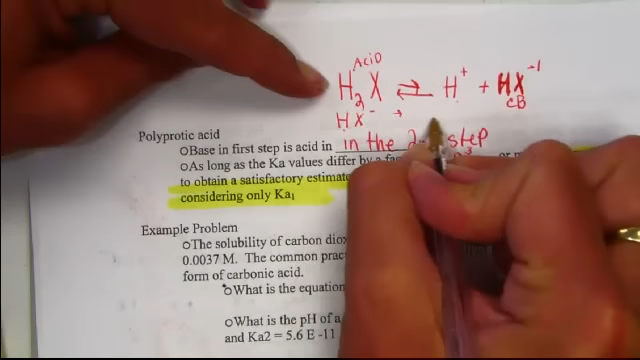 ACID
H₂X ⇌ H⁺ + HX⁻¹
CB
HX⁻ →
Polyprotic acid
○Base in first step is acid in in the 2 step
○As long as the Ka values differ by a or
to obtain a satisfactory estimate
considering only Ka₁
Example Problem
○The solubility of carbon
0.0037 M. The common
form of carbonic acid.
○What is the equation
○What is the pH of a
and Ka2 = 5.6 E -11